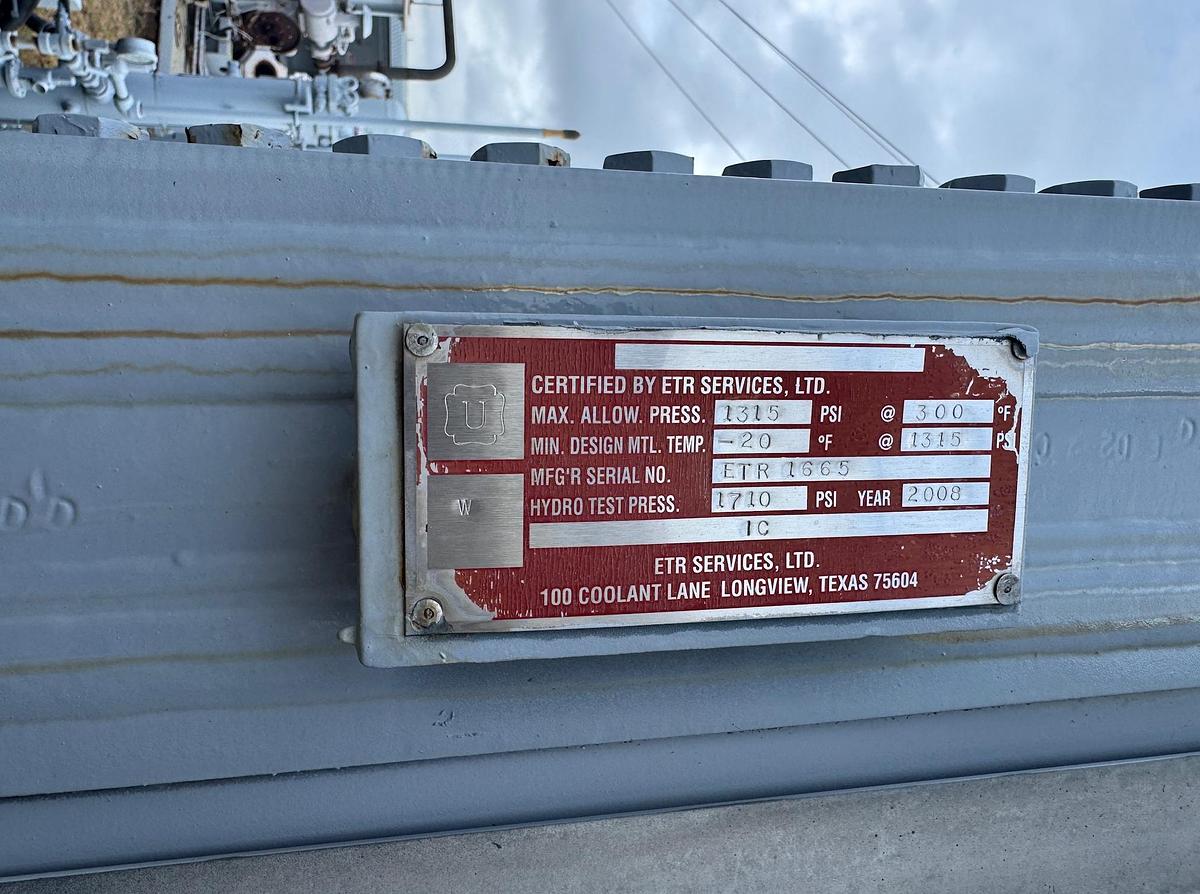 U
W
CERTIFIED BY ETR SERVICES, LTD.
MAX. ALLOW. PRESS. 1315 PSI @ 300 °F
MIN. DESIGN MTL. TEMP. -20 °F @ 1315 PSI
MFG'R SERIAL NO. ETR 1665
HYDRO TEST PRESS. 1710 PSI YEAR 2008
1C
ETR SERVICES, LTD.
100 COOLANT LANE LONGVIEW, TEXAS 75604